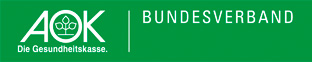 AOK
Die Gesundheitskasse.
BUNDESVERBAND